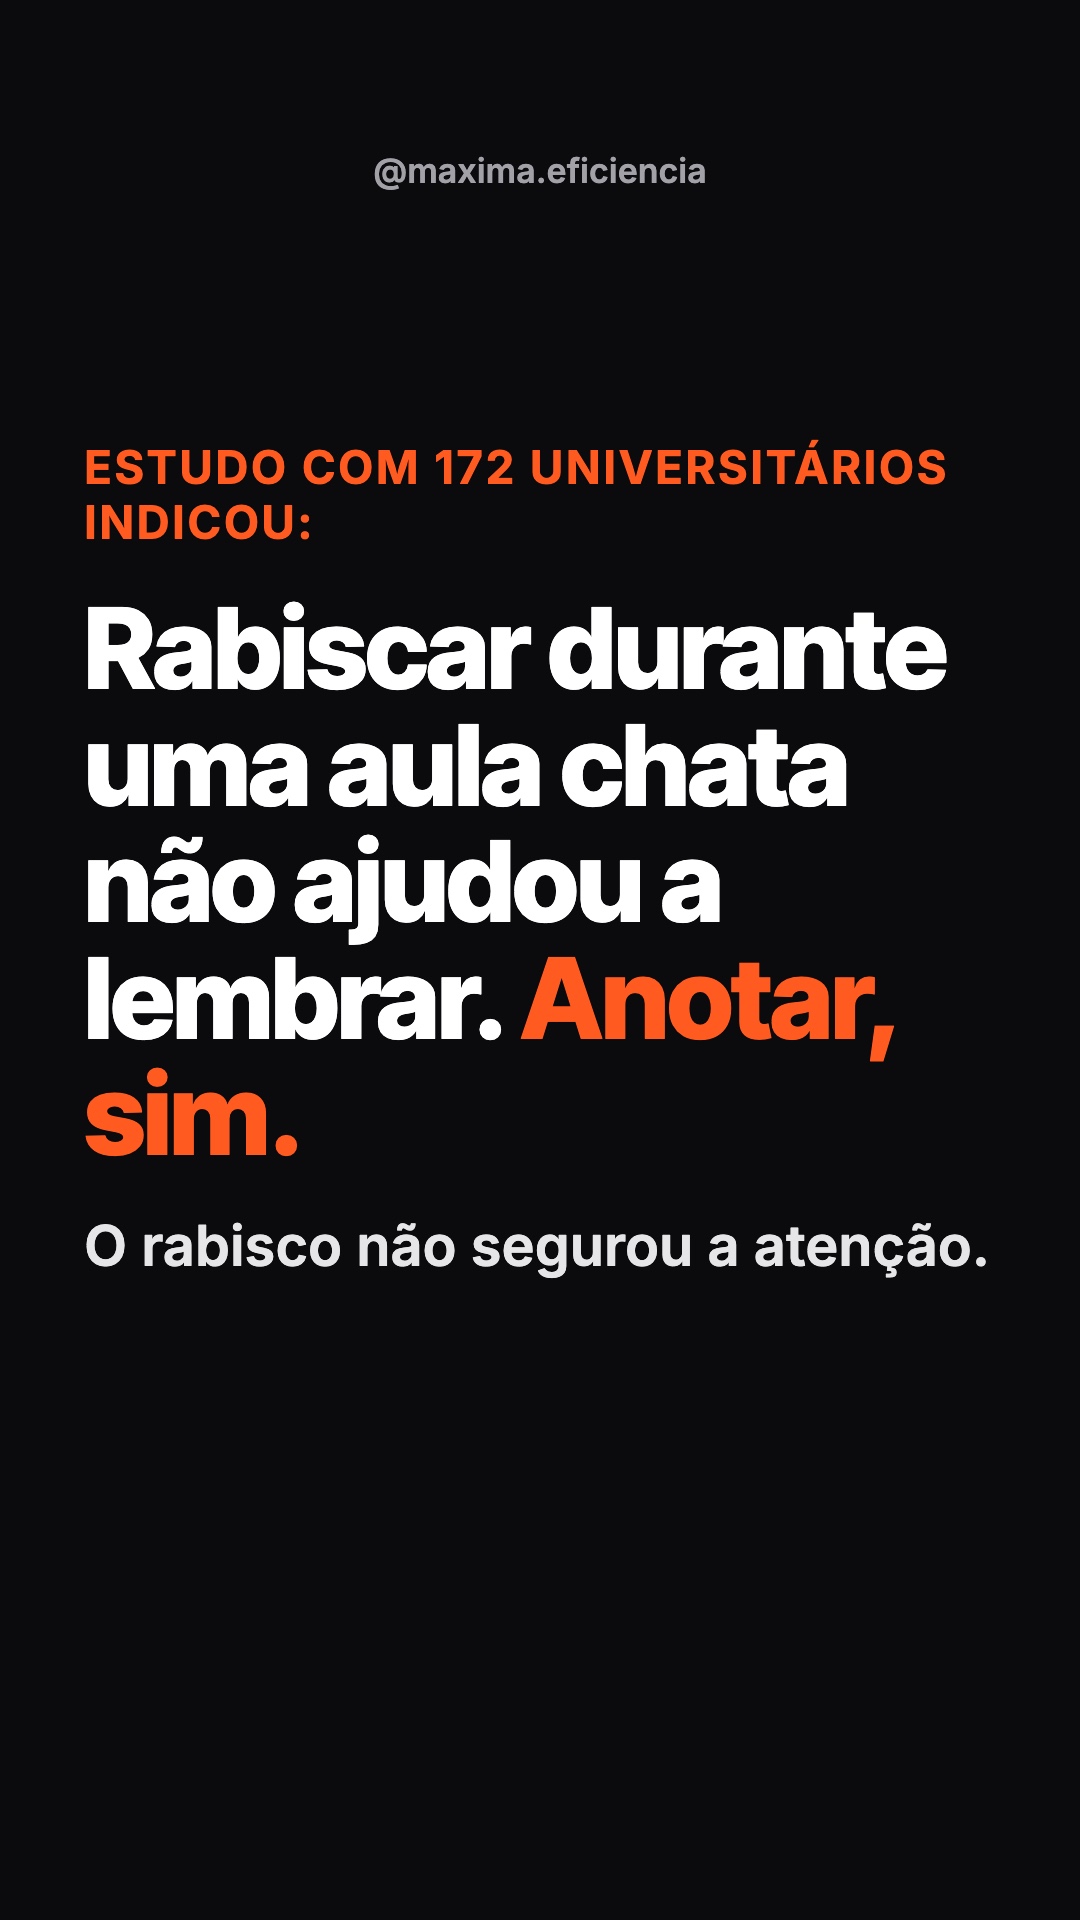 @maxima.eficiencia
ESTUDO COM 172 UNIVERSITÁRIOS
INDICOU:
Rabiscar durante
uma aula chata
não ajudou a
lembrar. Anotar,
sim.
O rabisco não segurou a atenção.